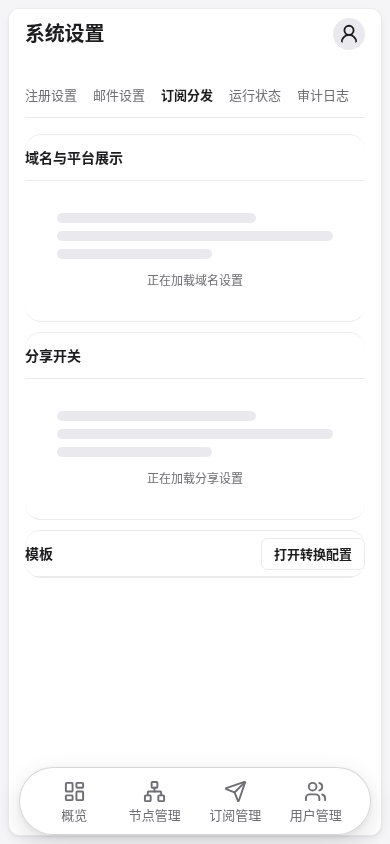 系统设置
注册设置 邮件设置 订阅分发 运行状态 审计日志
域名与平台展示
正在加载域名设置
分享开关
正在加载分享设置
模板 打开转换配置
概览 节点管理 订阅管理 用户管理